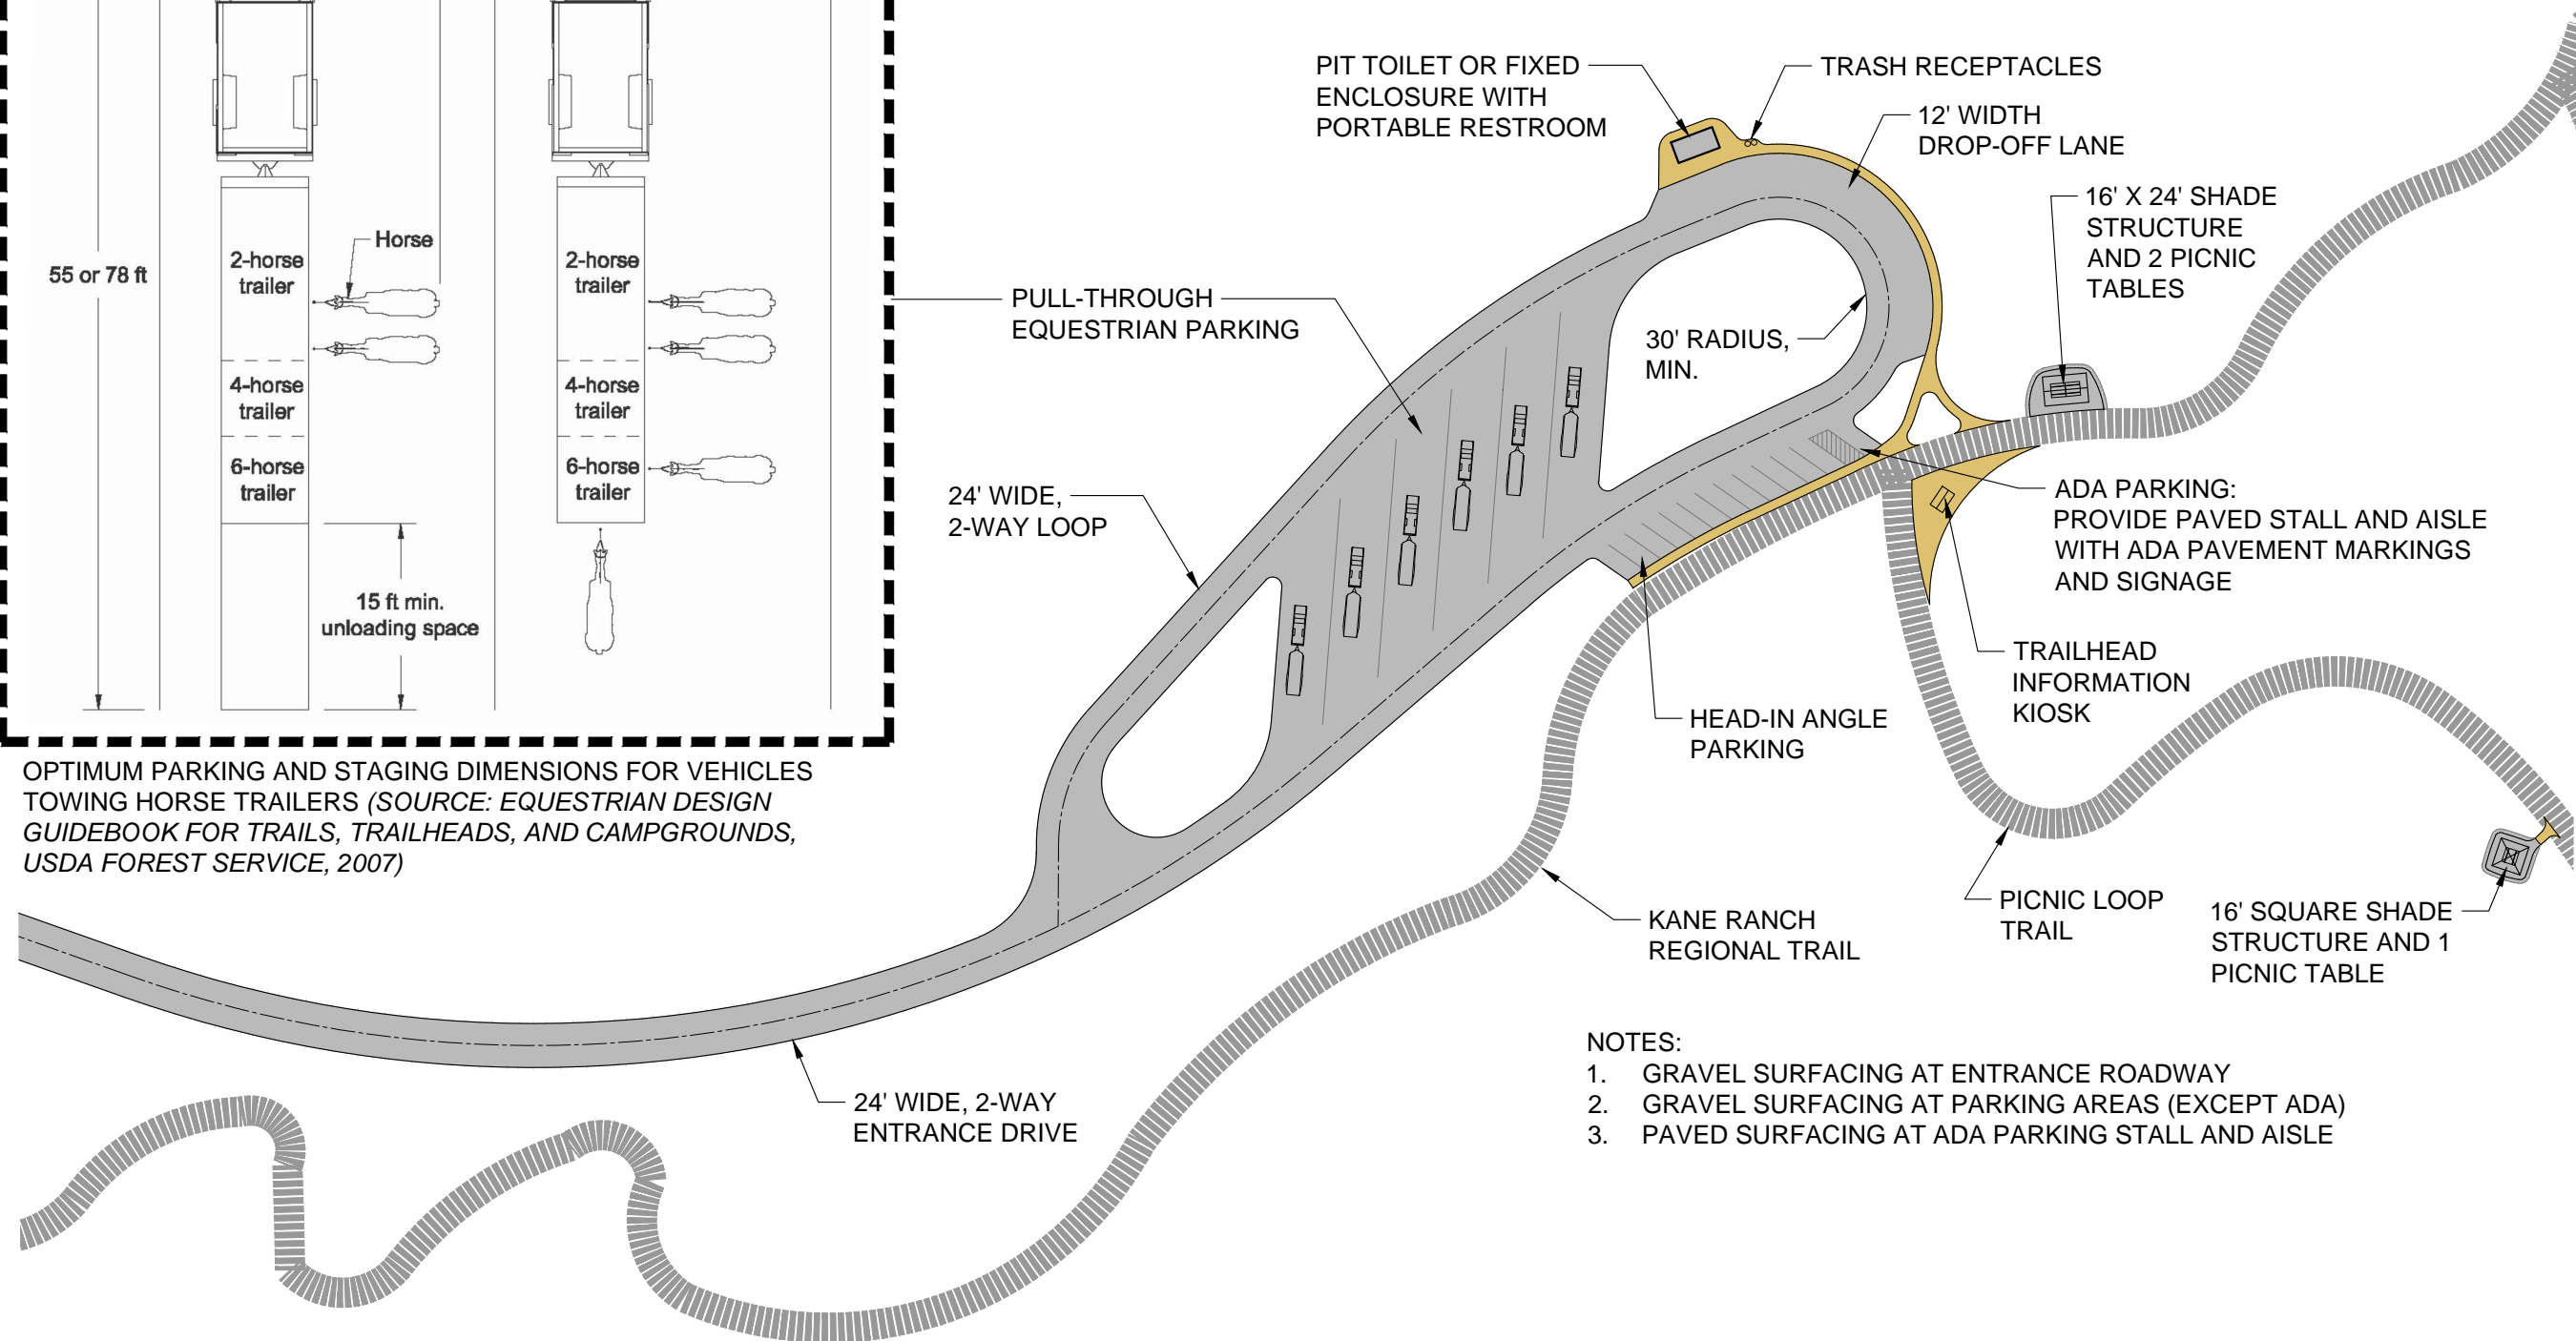 55 or 78 ft
2-horse
trailer
4-horse
trailer
6-horse
trailer
Horse
15 ft min.
unloading space
2-horse
trailer
4-horse
trailer
6-horse
trailer
OPTIMUM PARKING AND STAGING DIMENSIONS FOR VEHICLES
TOWING HORSE TRAILERS (SOURCE: EQUESTRIAN DESIGN
GUIDEBOOK FOR TRAILS, TRAILHEADS, AND CAMPGROUNDS,
USDA FOREST SERVICE, 2007)
PIT TOILET OR FIXED
ENCLOSURE WITH
PORTABLE RESTROOM
TRASH RECEPTACLES
12' WIDTH
DROP-OFF LANE
16' X 24' SHADE
STRUCTURE
AND 2 PICNIC
TABLES
PULL-THROUGH
EQUESTRIAN PARKING
30' RADIUS,
MIN.
24' WIDE,
2-WAY LOOP
ADA PARKING:
PROVIDE PAVED STALL AND AISLE
WITH ADA PAVEMENT MARKINGS
AND SIGNAGE
TRAILHEAD
INFORMATION
KIOSK
HEAD-IN ANGLE
PARKING
KANE RANCH
REGIONAL TRAIL
PICNIC LOOP
TRAIL
16' SQUARE SHADE
STRUCTURE AND 1
PICNIC TABLE
24' WIDE, 2-WAY
ENTRANCE DRIVE
NOTES:
1. GRAVEL SURFACING AT ENTRANCE ROADWAY
2. GRAVEL SURFACING AT PARKING AREAS (EXCEPT ADA)
3. PAVED SURFACING AT ADA PARKING STALL AND AISLE